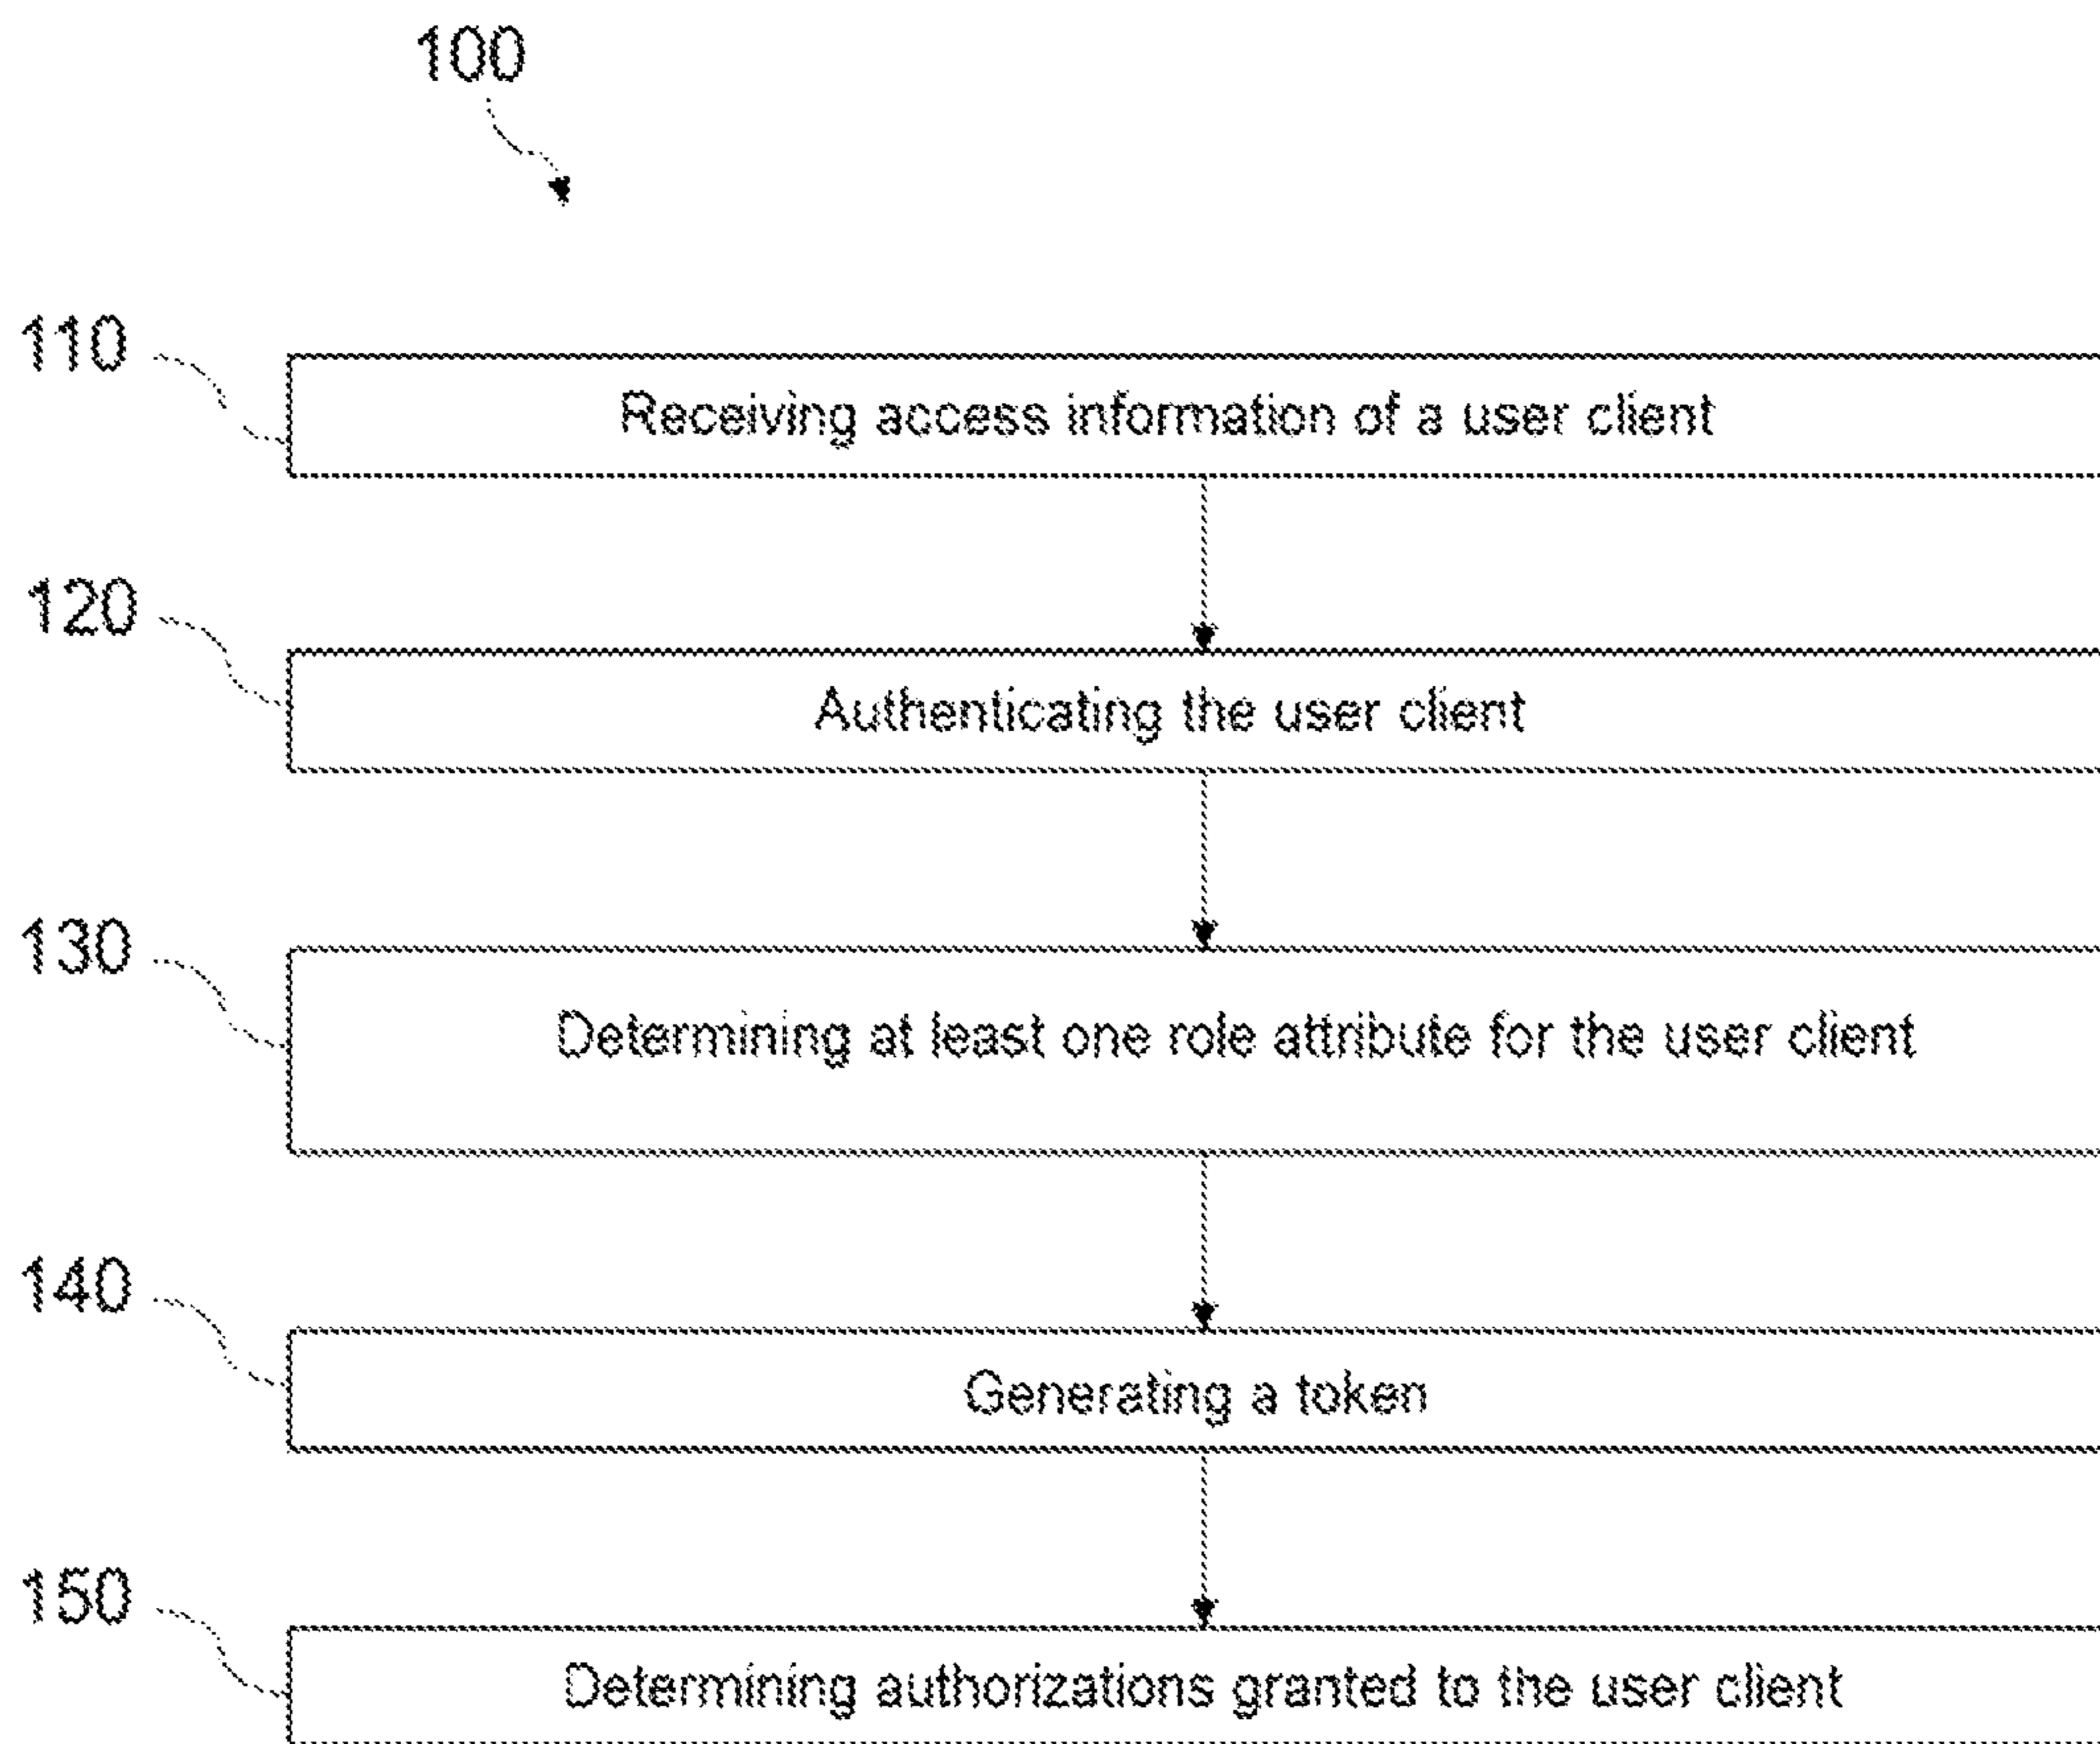 100
110
Receiving access information of a user client
120
Authenticating the user client
130
Determining at least one role attribute for the user client
140
Generating a token
150
Determining authorizations granted to the user client